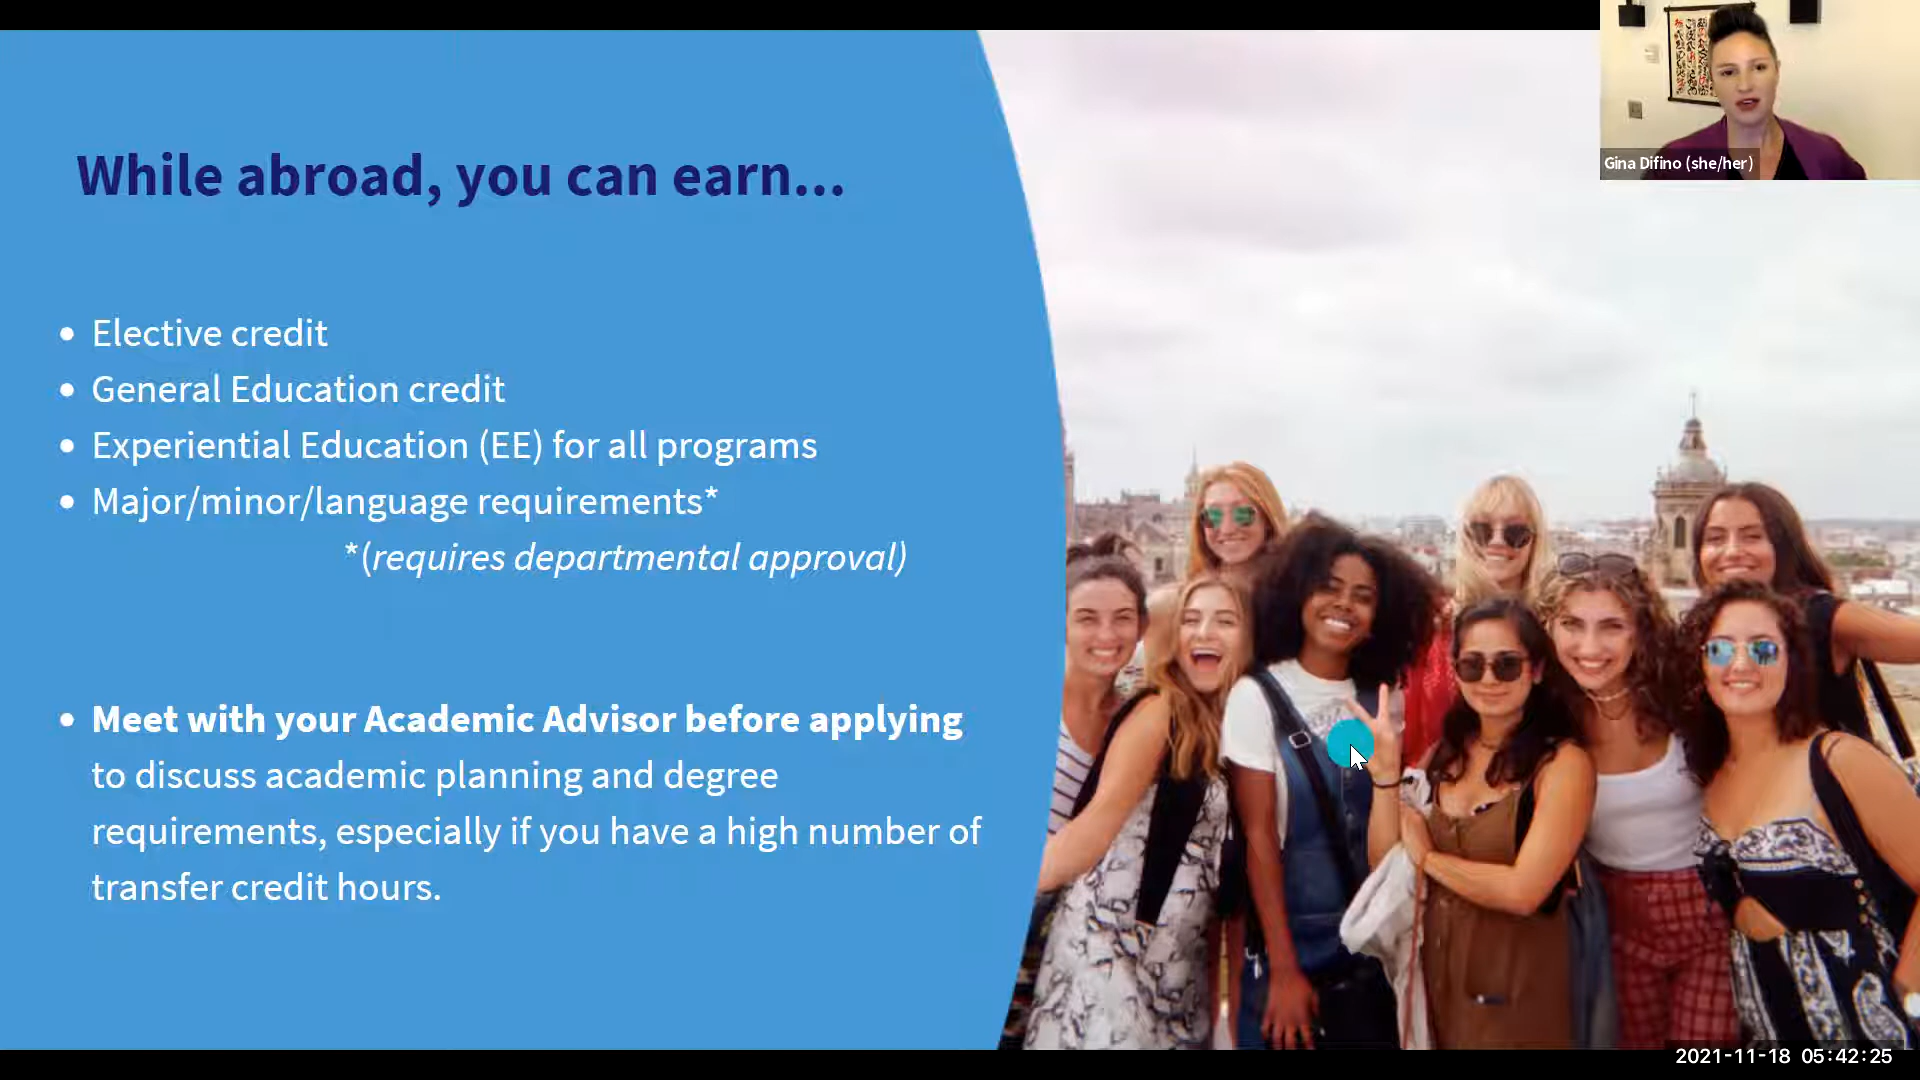 While abroad, you can earn...
• Elective credit
• General Education credit
• Experiential Education (EE) for all programs
• Major/minor/language requirements*
*(requires departmental approval)
• Meet with your Academic Advisor before applying
to discuss academic planning and degree
requirements, especially if you have a high number of
transfer credit hours.
Gina Difino (she/her)
2021-11-18 05:42:25